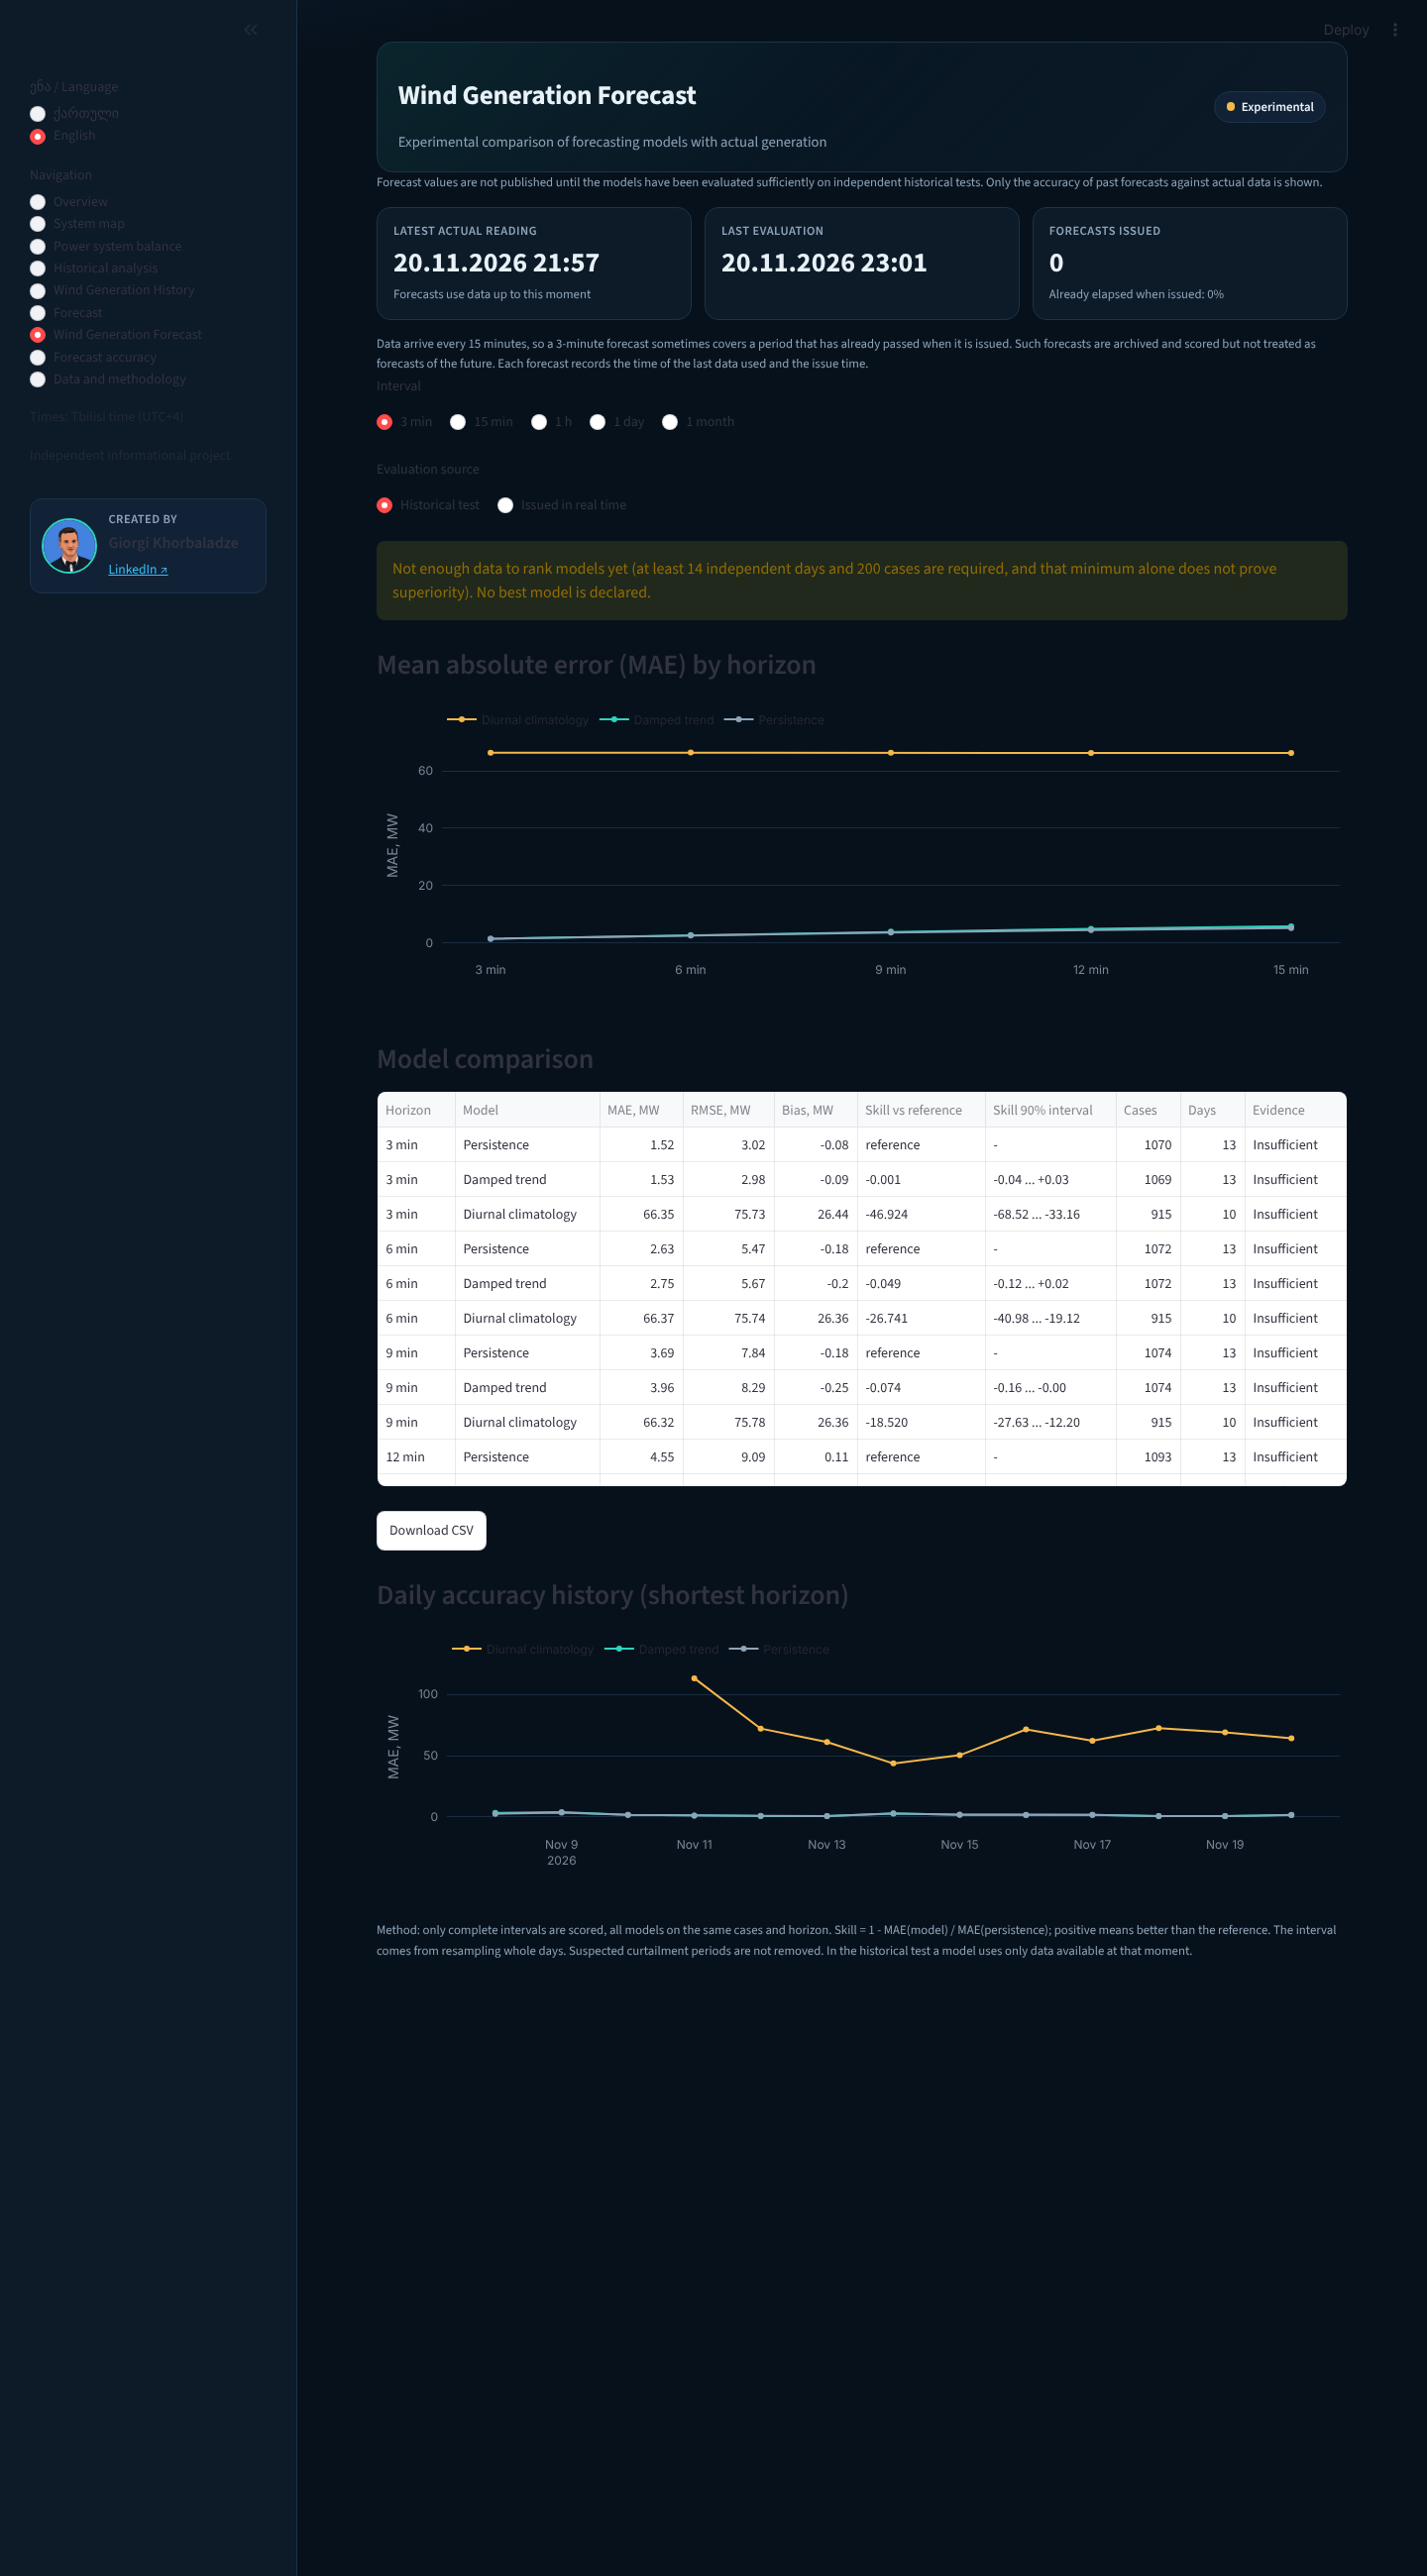 Deploy
ენა / Language
ქართული
English
Navigation
Overview
System map
Power system balance
Historical analysis
Wind Generation History
Forecast
Wind Generation Forecast
Forecast accuracy
Data and methodology
Times: Tbilisi time (UTC+4)
Independent informational project
CREATED BY
Giorgi Khorbaladze
LinkedIn ↗
Wind Generation Forecast
Experimental
Experimental comparison of forecasting models with actual generation
Forecast values are not published until the models have been evaluated sufficiently on independent historical tests. Only the accuracy of past forecasts against actual data is shown.
LATEST ACTUAL READING
20.11.2026 21:57
Forecasts use data up to this moment
LAST EVALUATION
20.11.2026 23:01
FORECASTS ISSUED
0
Already elapsed when issued: 0%
Data arrive every 15 minutes, so a 3-minute forecast sometimes covers a period that has already passed when it is issued. Such forecasts are archived and scored but not treated as
forecasts of the future. Each forecast records the time of the last data used and the issue time.
Interval
3 min 15 min 1 h 1 day 1 month
Evaluation source
Historical test Issued in real time
Not enough data to rank models yet (at least 14 independent days and 200 cases are required, and that minimum alone does not prove
superiority). No best model is declared.
Mean absolute error (MAE) by horizon
Diurnal climatology Damped trend Persistence
60
40
20
0
MAE, MW
3 min 6 min 9 min 12 min 15 min
Model comparison
Horizon Model MAE, MW RMSE, MW Bias, MW Skill vs reference Skill 90% interval Cases Days Evidence
3 min Persistence 1.52 3.02 -0.08 reference - 1070 13 Insufficient
3 min Damped trend 1.53 2.98 -0.09 -0.001 -0.04 ... +0.03 1069 13 Insufficient
3 min Diurnal climatology 66.35 75.73 26.44 -46.924 -68.52 ... -33.16 915 10 Insufficient
6 min Persistence 2.63 5.47 -0.18 reference - 1072 13 Insufficient
6 min Damped trend 2.75 5.67 -0.2 -0.049 -0.12 ... +0.02 1072 13 Insufficient
6 min Diurnal climatology 66.37 75.74 26.36 -26.741 -40.98 ... -19.12 915 10 Insufficient
9 min Persistence 3.69 7.84 -0.18 reference - 1074 13 Insufficient
9 min Damped trend 3.96 8.29 -0.25 -0.074 -0.16 ... -0.00 1074 13 Insufficient
9 min Diurnal climatology 66.32 75.78 26.36 -18.520 -27.63 ... -12.20 915 10 Insufficient
12 min Persistence 4.55 9.09 0.11 reference - 1093 13 Insufficient
Download CSV
Daily accuracy history (shortest horizon)
Diurnal climatology Damped trend Persistence
100
50
0
MAE, MW
Nov 9 Nov 11 Nov 13 Nov 15 Nov 17 Nov 19
2026
Method: only complete intervals are scored, all models on the same cases and horizon. Skill = 1 - MAE(model) / MAE(persistence); positive means better than the reference. The interval
comes from resampling whole days. Suspected curtailment periods are not removed. In the historical test a model uses only data available at that moment.